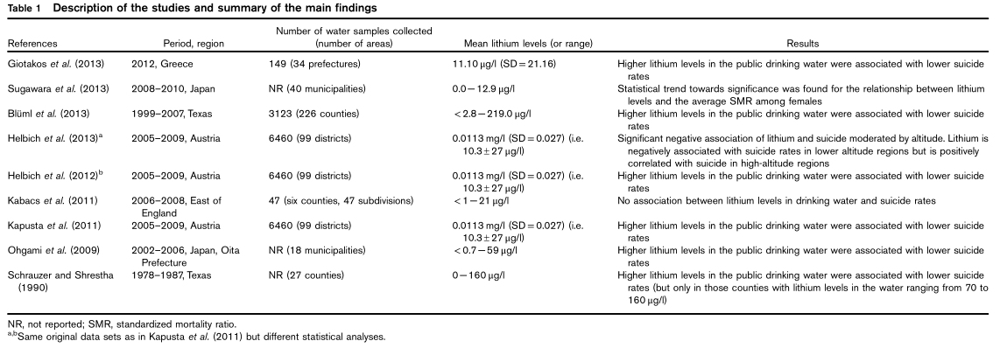 Table 1 Description of the studies and summary of the main findings
Number of water samples collected
References Period, region (number of areas) Mean lithium levels (or range) Results
Giotakos et al. (2013) 2012, Greece 149 (34 prefectures) 11.10 µg/l (SD = 21.16) Higher lithium levels in the public drinking water were associated with lower suicide
rates
Sugawara et al. (2013) 2008–2010, Japan NR (40 municipalities) 0.0 – 12.9 µg/l Statistical trend towards significance was found for the relationship between lithium
levels and the average SMR among females
Blüml et al. (2013) 1999–2007, Texas 3123 (226 counties) < 2.8 – 219.0 µg/l Higher lithium levels in the public drinking water were associated with lower suicide
rates
Helbich et al. (2013)a 2005–2009, Austria 6460 (99 districts) 0.0113 mg/l (SD = 0.027) (i.e. Significant negative association of lithium and suicide moderated by altitude. Lithium is
10.3 ± 27 µg/l) negatively associated with suicide rates in lower altitude regions but is positively
correlated with suicide in high-altitude regions
Helbich et al. (2012)b 2005–2009, Austria 6460 (99 districts) 0.0113 mg/l (SD = 0.027) (i.e. Higher lithium levels in the public drinking water were associated with lower suicide
10.3 ± 27 µg/l) rates
Kabacs et al. (2011) 2006–2008, East of 47 (six counties, 47 subdivisions) < 1 – 21 µg/l No association between lithium levels in drinking water and suicide rates
England
Kapusta et al. (2011) 2005–2009, Austria 6460 (99 districts) 0.0113 mg/l (SD = 0.027) (i.e. Higher lithium levels in the public drinking water were associated with lower suicide
10.3 ± 27 µg/l) rates
Ohgami et al. (2009) 2002–2006, Japan, Oita NR (18 municipalities) < 0.7 – 59 µg/l Higher lithium levels in the public drinking water were associated with lower suicide
Prefecture rates
Schrauzer and Shrestha 1978–1987, Texas NR (27 counties) 0 – 160 µg/l Higher lithium levels in the public drinking water were associated with lower suicide
(1990) rates (but only in those counties with lithium levels in the water ranging from 70 to
160 µg/l)
NR, not reported; SMR, standardized mortality ratio.
a,bSame original data sets as in Kapusta et al. (2011) but different statistical analyses.